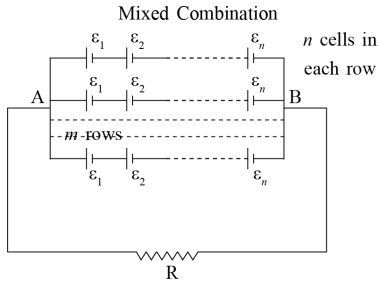 Mixed Combination
ε1 ε2 εn
n cells in
each row
ε1 ε2 εn
A B
m rows
ε1 ε2 εn
R